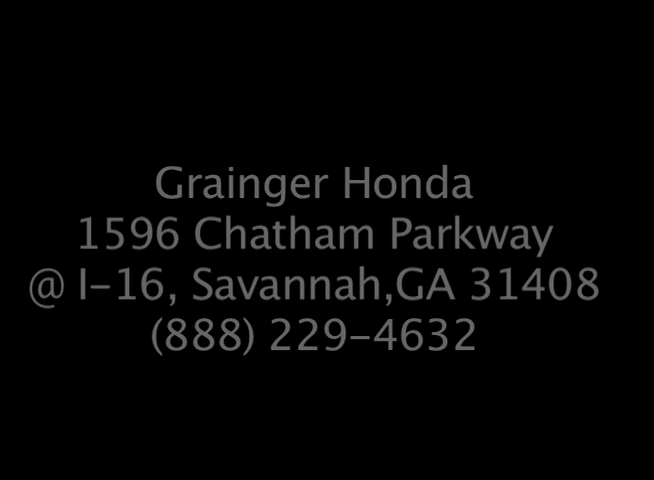 Grainger Honda
1596 Chatham Parkway
@ I-16, Savannah,GA 31408
(888) 229-4632